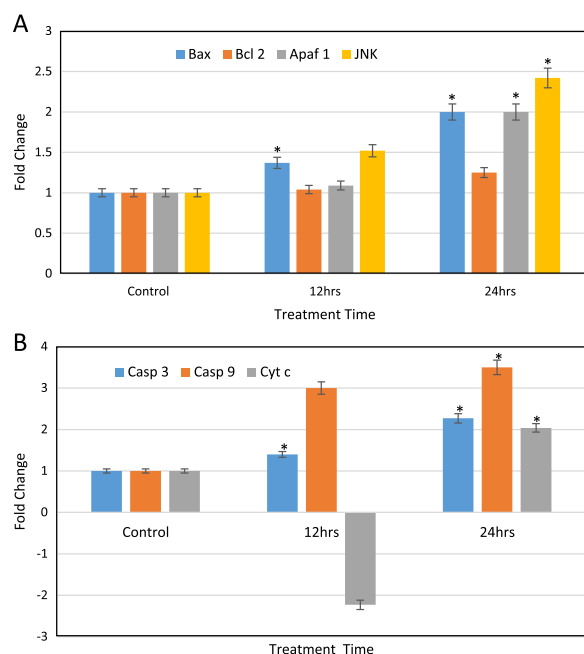 A
3
Bax Bcl 2 Apaf 1 JNK
2.5
* * *
2
Fold Change
1.5
*
1
0.5
0
Control 12hrs 24hrs
Treatment Time
B
4
Casp 3 Casp 9 Cyt c
*
3
* *
2
*
1
Fold Change
0
Control 12hrs 24hrs
-1
-2
-3
Treatment Time